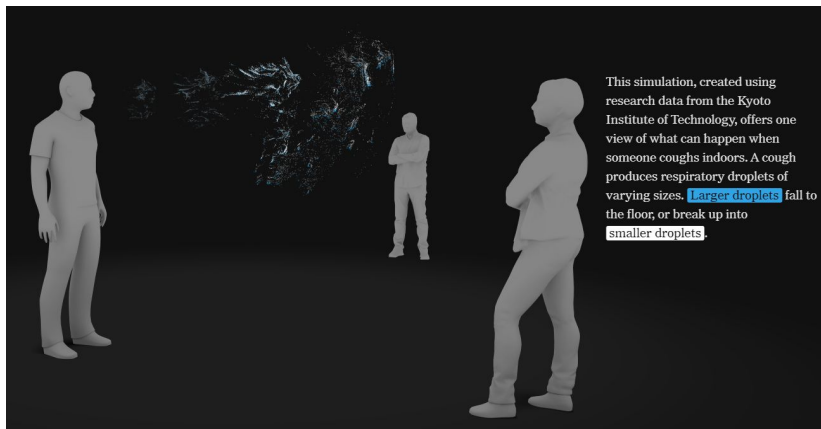 This simulation, created using
research data from the Kyoto
Institute of Technology, offers one
view of what can happen when
someone coughs indoors. A cough
produces respiratory droplets of
varying sizes. Larger droplets fall to
the floor, or break up into
smaller droplets.